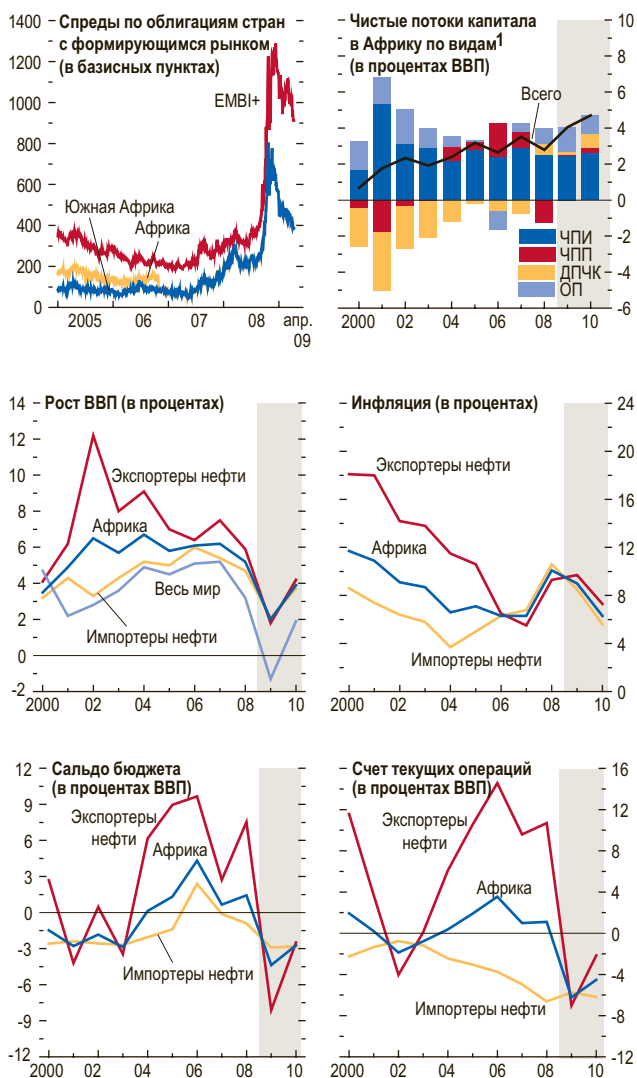 Спреды по облигациям стран
с формирующимся рынком
(в базисных пунктах)
1400
1200
1000
800
600
400
200
0
EMBI+
Южная Африка
Африка
2005
06
07
08
апр.
09
Чистые потоки капитала
в Африку по видам1
(в процентах ВВП)
10
8
6
4
2
0
-2
-4
-6
Всего
ЧПИ
ЧПП
ДПЧК
ОП
2000
02
04
06
08
10
Рост ВВП (в процентах)
14
12
10
8
6
4
2
0
-2
Экспортеры нефти
Африка
Весь мир
Импортеры нефти
2000
02
04
06
08
10
Инфляция (в процентах)
24
20
16
12
8
4
0
Экспортеры нефти
Африка
Импортеры нефти
2000
02
04
06
08
10
Сальдо бюджета
(в процентах ВВП)
12
9
6
3
0
-3
-6
-9
-12
Экспортеры
нефти
Африка
Импортеры нефти
2000
02
04
06
08
10
Счет текущих операций
(в процентах ВВП)
16
12
8
4
0
-4
-8
-12
Экспортеры
нефти
Африка
Импортеры нефти
2000
02
04
06
08
10